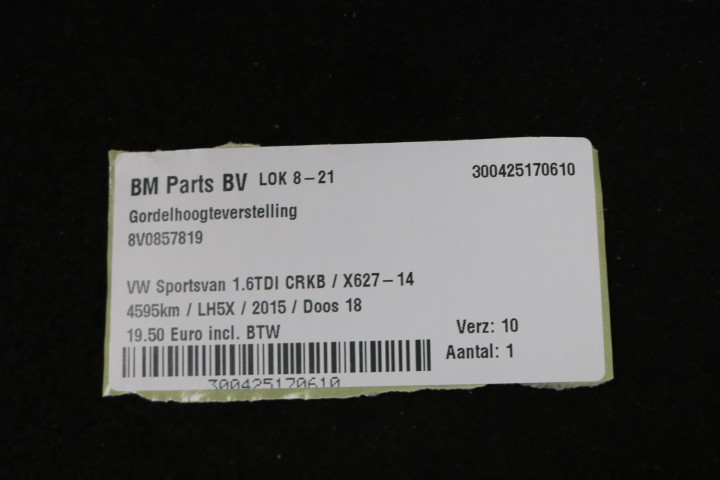 BM Parts BV LOK 8-21 300425170610
Gordelhoogteverstelling
8V0857819
VW Sportsvan 1.6TDI CRKB / X627-14
4595km / LH5X / 2015 / Doos 18
19.50 Euro incl. BTW Verz: 10
Aantal: 1
300425170610